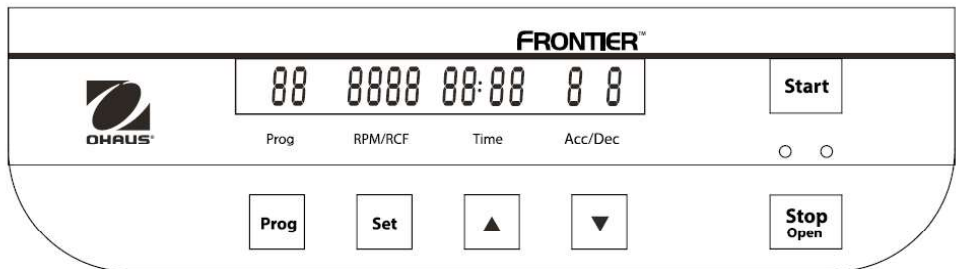 FRONTIER™
88 8888 88:88 8 8
Start
OHAUS®
Prog RPM/RCF Time Acc/Dec
Prog Set ▲ ▼
Stop
Open